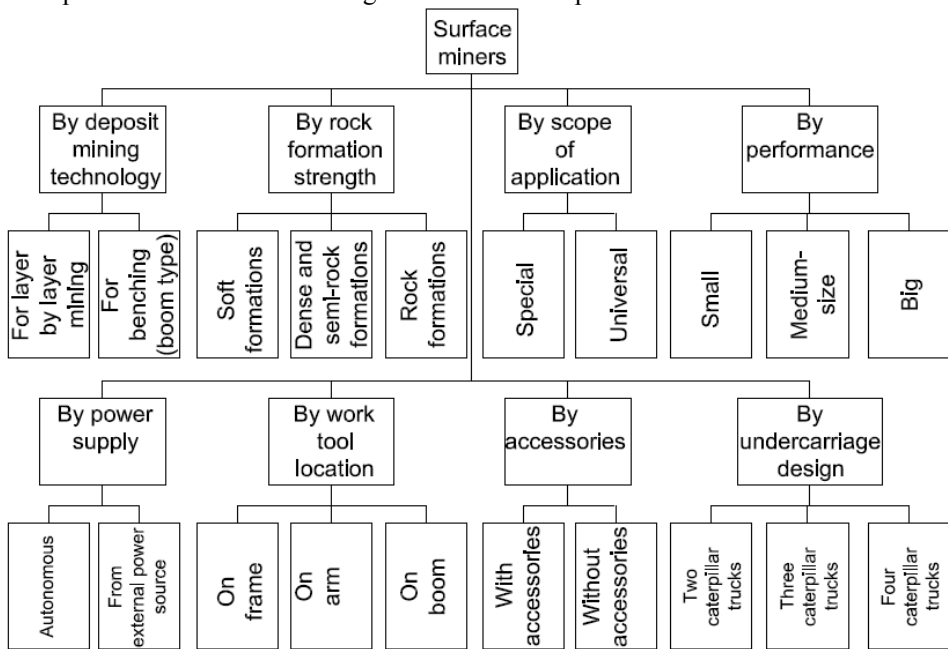 Surface
miners
By deposit
mining
technology
By rock
formation
strength
By scope
of
application
By
performance
For layer
by layer
mining
For
benching
(boom type)
Soft
formations
Dense and
semi-rock
formations
Rock
formations
Special
Universal
Small
Medium-
size
Big
By power
supply
By work
tool
location
By
accessories
By
undercarriage
design
Autonomous
From
external power
source
On
frame
On
arm
On
boom
With
accessories
Without
accessories
Two
caterpillar
trucks
Three
caterpillar
trucks
Four
caterpillar
trucks